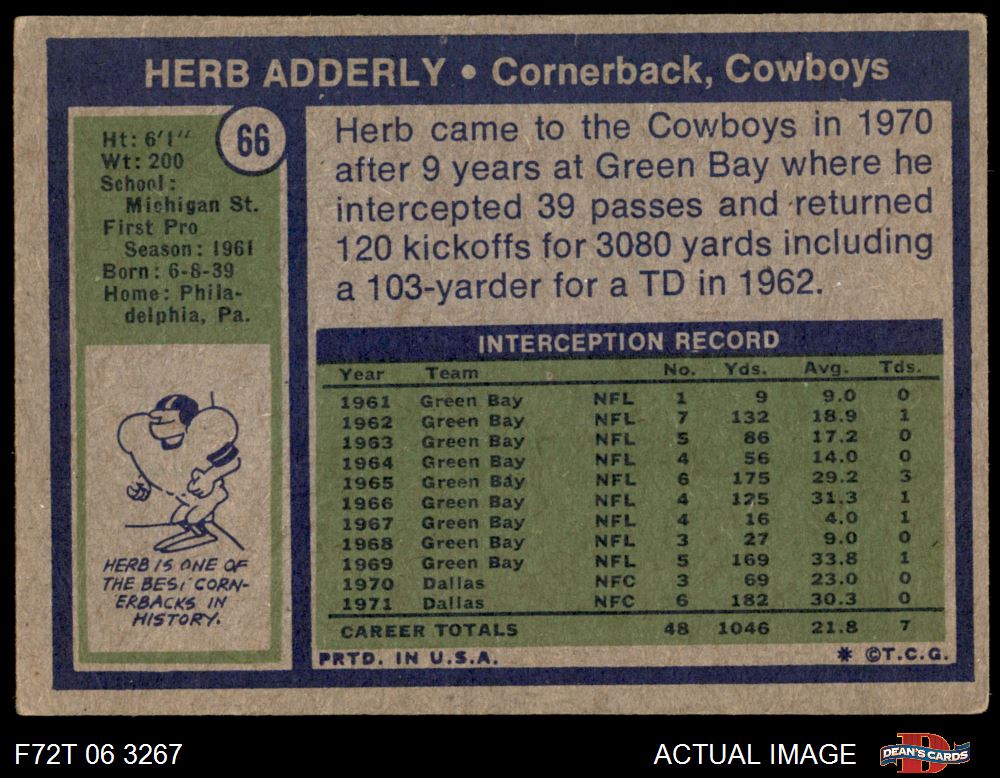 HERB ADDERLY • Cornerback, Cowboys
66
Ht: 6'1"
Wt: 200
School:
Michigan St.
First Pro
Season: 1961
Born: 6-8-39
Home: Phila-
delphia, Pa.
HERB IS ONE OF
THE BEST CORN-
ERBACKS IN
HISTORY.
Herb came to the Cowboys in 1970
after 9 years at Green Bay where he
intercepted 39 passes and returned
120 kickoffs for 3080 yards including
a 103-yarder for a TD in 1962.
INTERCEPTION RECORD
Year Team No. Yds. Avg. Tds.
1961 Green Bay NFL 1 9 9.0 0
1962 Green Bay NFL 7 132 18.9 1
1963 Green Bay NFL 5 86 17.2 0
1964 Green Bay NFL 4 56 14.0 0
1965 Green Bay NFL 6 175 29.2 3
1966 Green Bay NFL 4 125 31.3 1
1967 Green Bay NFL 4 16 4.0 1
1968 Green Bay NFL 3 27 9.0 0
1969 Green Bay NFL 5 169 33.8 1
1970 Dallas NFC 3 69 23.0 0
1971 Dallas NFC 6 182 30.3 0
CAREER TOTALS 48 1046 21.8 7
PRTD. IN U.S.A. * ©T.C.G.
F72T 06 3267 ACTUAL IMAGE DEAN'S CARDS